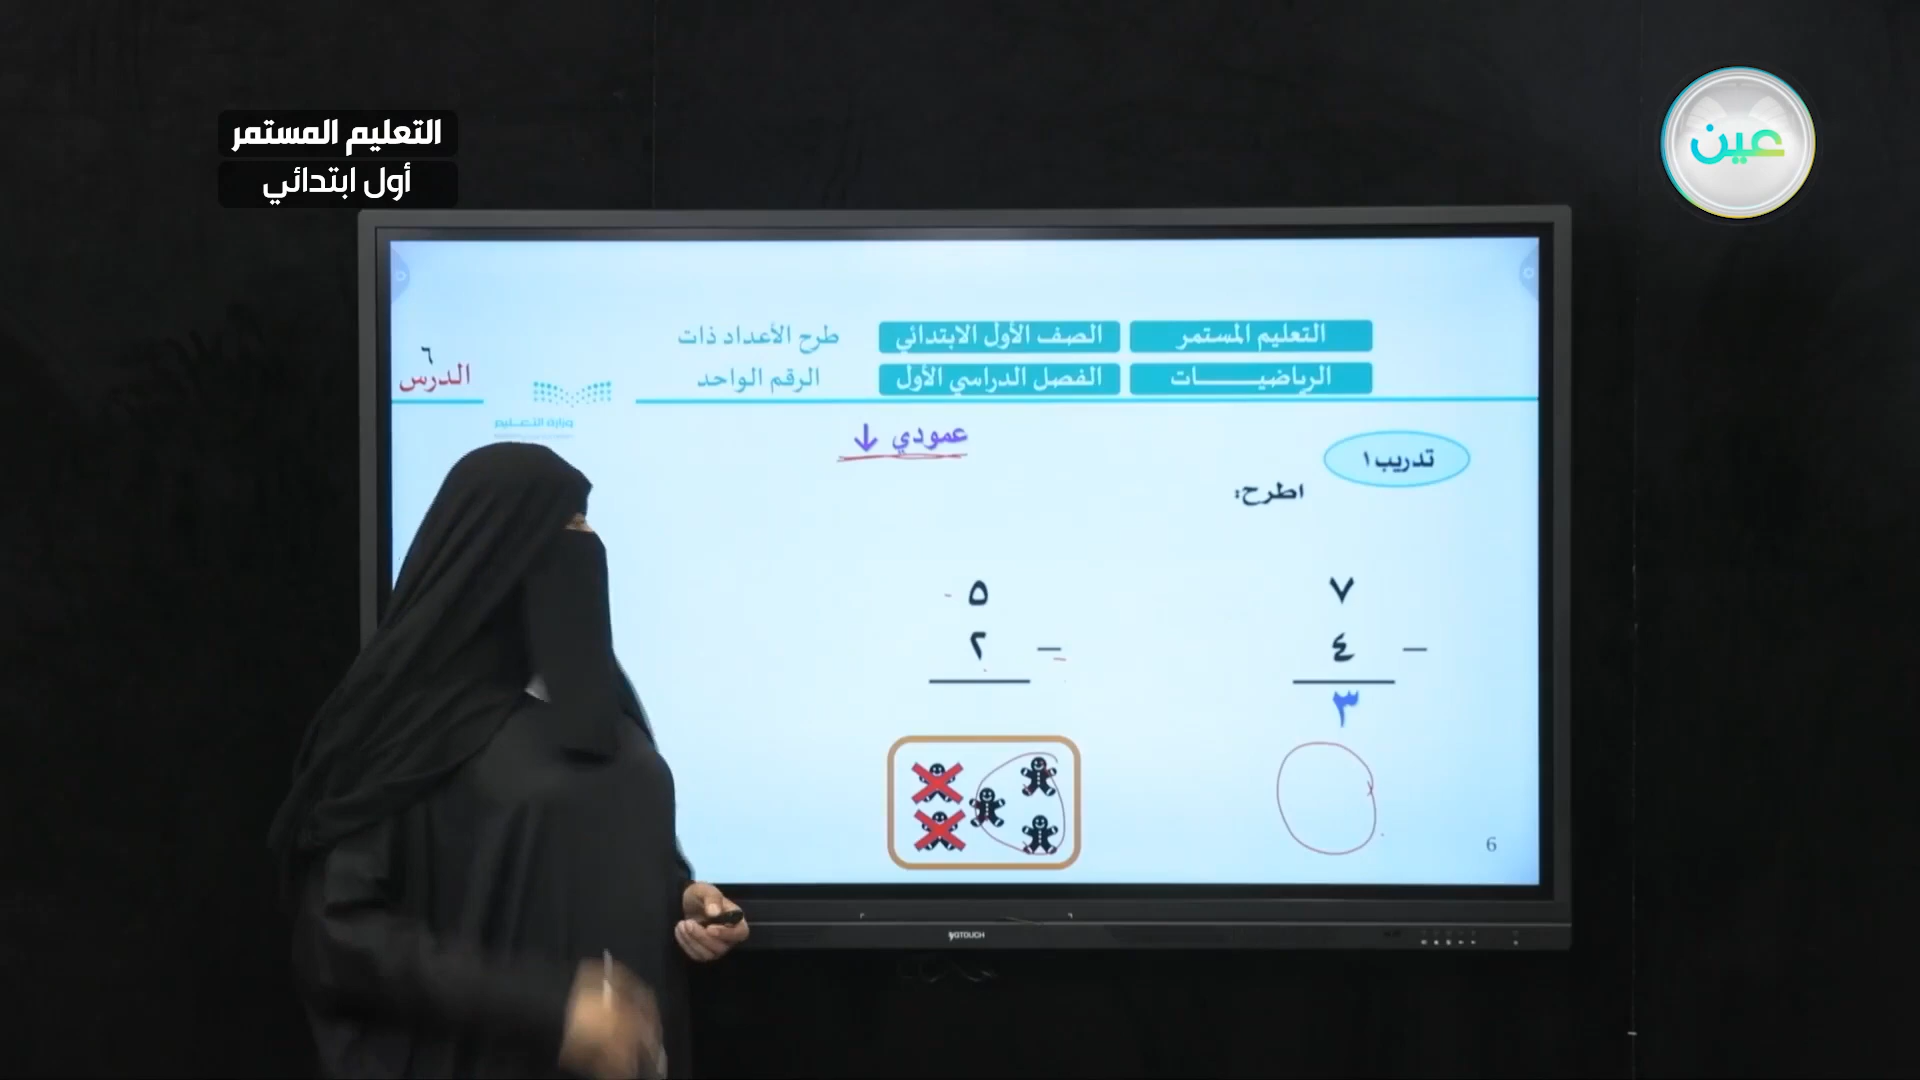 التعليم المستمر
أول ابتدائي
عين
التعليم المستمر
الصف الأول الابتدائي
طرح الأعداد ذات
الرياضيـــــــات
الفصل الدراسي الأول
الرقم الواحد
٦
الدرس
وزارة التعليم
عمودي ↓
تدريب ١
اطرح:
٧
٤ –
٣
٥
٢ –
6
GTOUCH